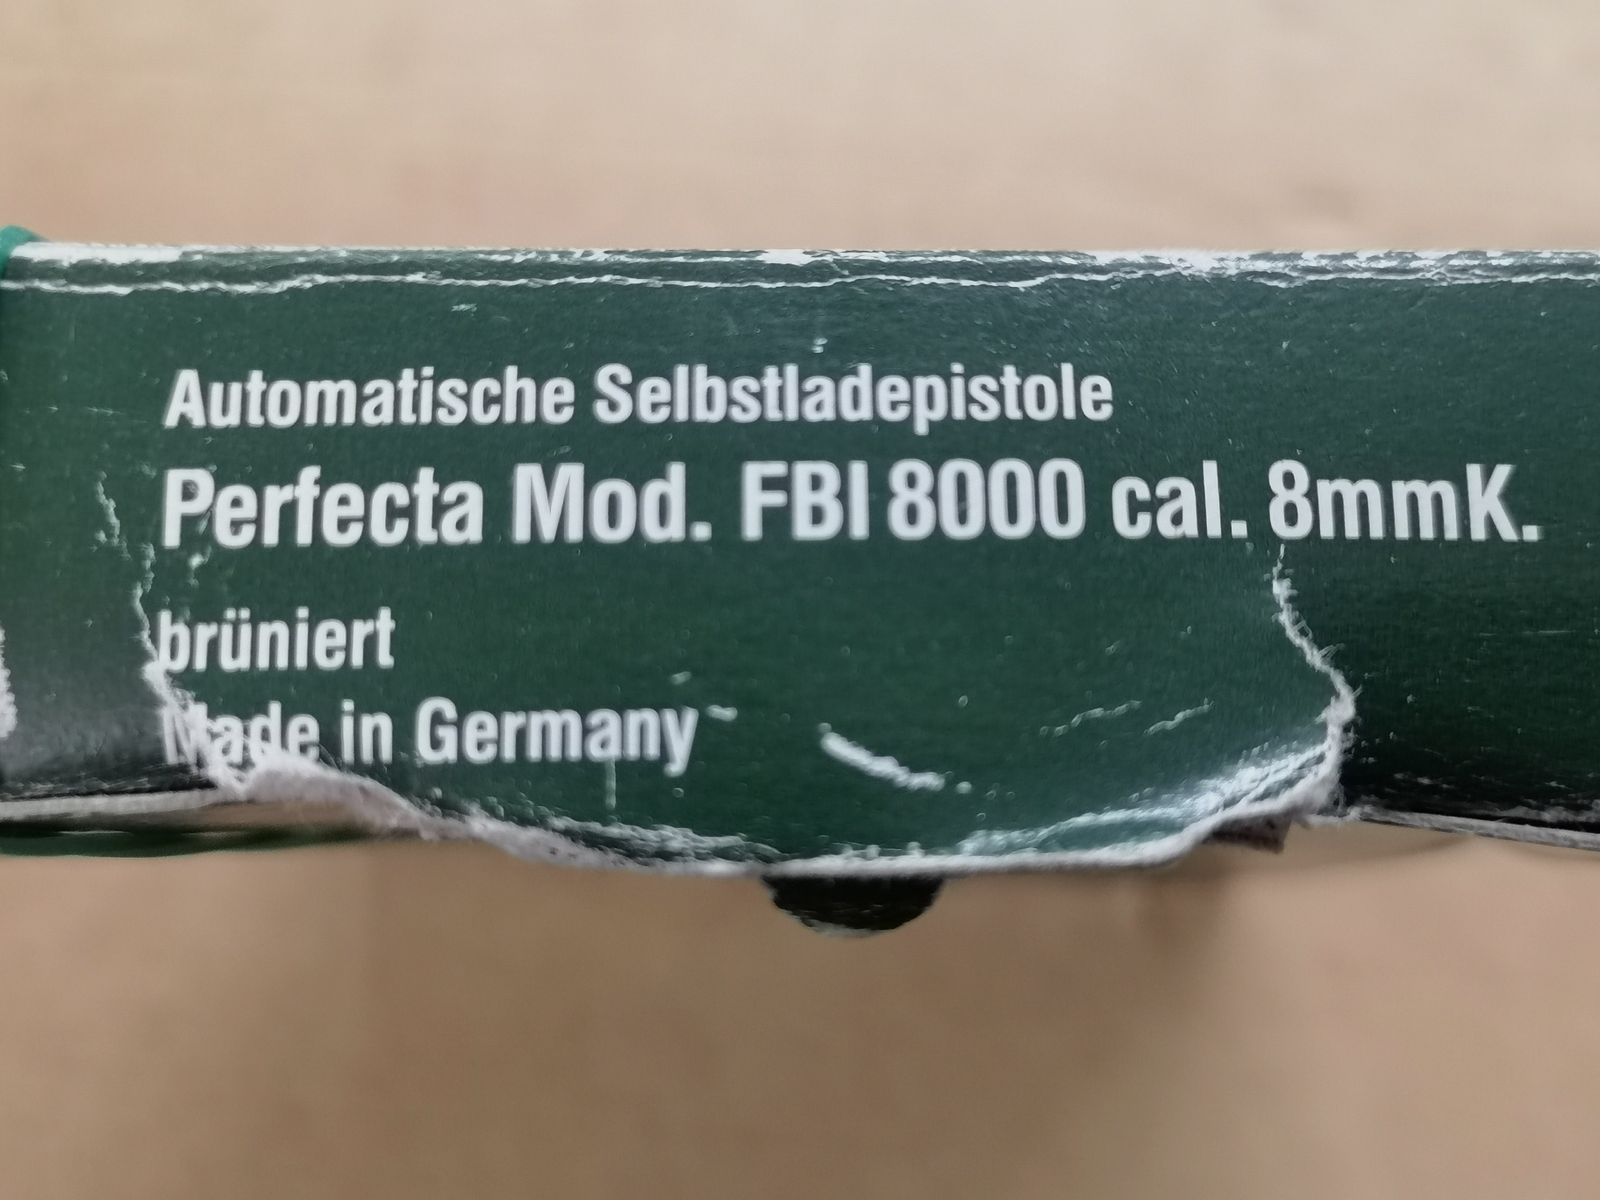 Automatische Selbstladepistole
Perfecta Mod. FBI 8000 cal. 8mmK.
brüniert
Made in Germany